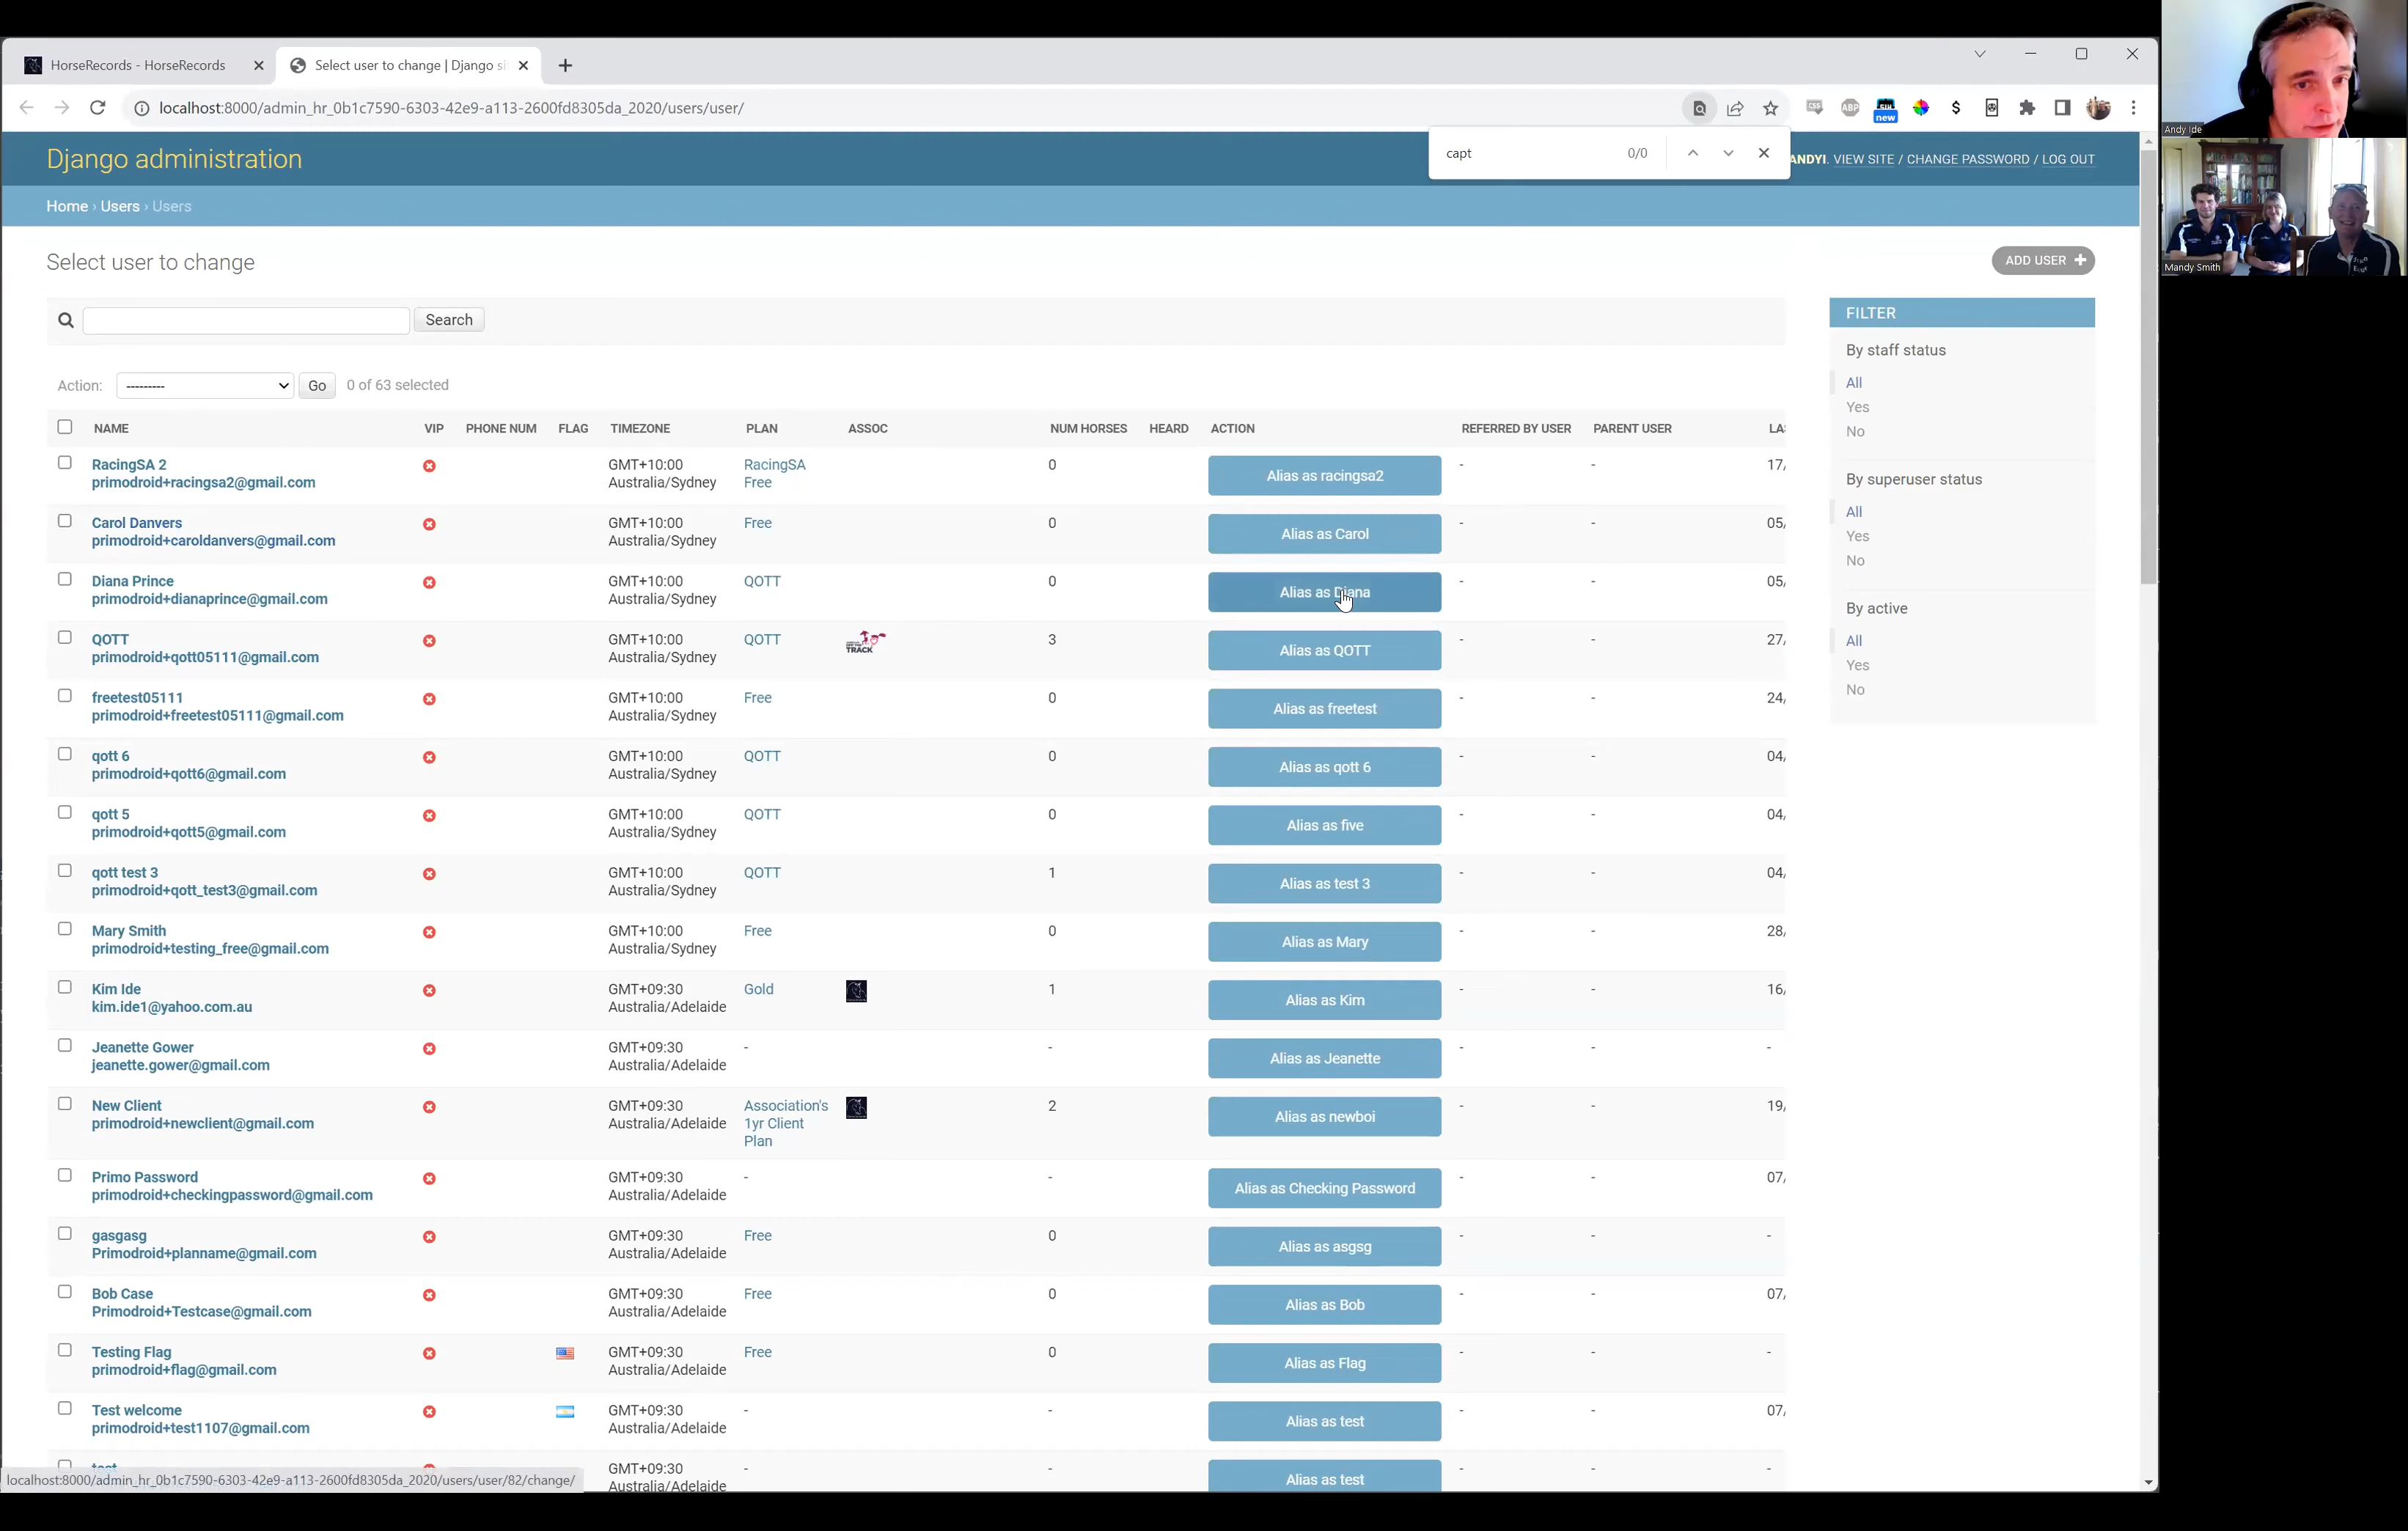 HorseRecords - HorseRecords
Select user to change | Django si
localhost:8000/admin_hr_0b1c7590-6303-42e9-a113-2600fd8305da_2020/users/user/
new
capt 0/0
Django administration
ANDYI. VIEW SITE / CHANGE PASSWORD / LOG OUT
Home › Users › Users
Select user to change
ADD USER +
Search
Action: --------- Go 0 of 63 selected
NAME VIP PHONE NUM FLAG TIMEZONE PLAN ASSOC NUM HORSES HEARD ACTION REFERRED BY USER PARENT USER LAS
RacingSA 2 GMT+10:00 RacingSA 0 Alias as racingsa2 - - 17,
primodroid+racingsa2@gmail.com Australia/Sydney Free
Carol Danvers GMT+10:00 Free 0 Alias as Carol - - 05,
primodroid+caroldanvers@gmail.com Australia/Sydney
Diana Prince GMT+10:00 QOTT 0 Alias as Diana - - 05,
primodroid+dianaprince@gmail.com Australia/Sydney
QOTT GMT+10:00 QOTT TRACK 3 Alias as QOTT - - 27,
primodroid+qott05111@gmail.com Australia/Sydney
freetest05111 GMT+10:00 Free 0 Alias as freetest - - 24,
primodroid+freetest05111@gmail.com Australia/Sydney
qott 6 GMT+10:00 QOTT 0 Alias as qott 6 - - 04,
primodroid+qott6@gmail.com Australia/Sydney
qott 5 GMT+10:00 QOTT 0 Alias as five - - 04,
primodroid+qott5@gmail.com Australia/Sydney
qott test 3 GMT+10:00 QOTT 1 Alias as test 3 - - 04,
primodroid+qott_test3@gmail.com Australia/Sydney
Mary Smith GMT+10:00 Free 0 Alias as Mary - - 28,
primodroid+testing_free@gmail.com Australia/Sydney
Kim Ide GMT+09:30 Gold 1 Alias as Kim - - 16,
kim.ide1@yahoo.com.au Australia/Adelaide
Jeanette Gower GMT+09:30 - - Alias as Jeanette - - -
jeanette.gower@gmail.com Australia/Adelaide
New Client GMT+09:30 Association's 2 Alias as newboi - - 19,
primodroid+newclient@gmail.com Australia/Adelaide 1yr Client
Plan
Primo Password GMT+09:30 - - Alias as Checking Password - - 07,
primodroid+checkingpassword@gmail.com Australia/Adelaide
gasgasg GMT+09:30 Free 0 Alias as asgsg - - -
Primodroid+planname@gmail.com Australia/Adelaide
Bob Case GMT+09:30 Free 0 Alias as Bob - - 07,
Primodroid+Testcase@gmail.com Australia/Adelaide
Testing Flag GMT+09:30 Free 0 Alias as Flag - - -
primodroid+flag@gmail.com Australia/Adelaide
Test welcome GMT+09:30 - - Alias as test - - 07,
primodroid+test1107@gmail.com Australia/Adelaide
test GMT+09:30 - - Alias as test - - -
Australia/Adelaide
localhost:8000/admin_hr_0b1c7590-6303-42e9-a113-2600fd8305da_2020/users/user/82/change/
FILTER
By staff status
All
Yes
No
By superuser status
All
Yes
No
By active
All
Yes
No
Andy Ide
Mandy Smith